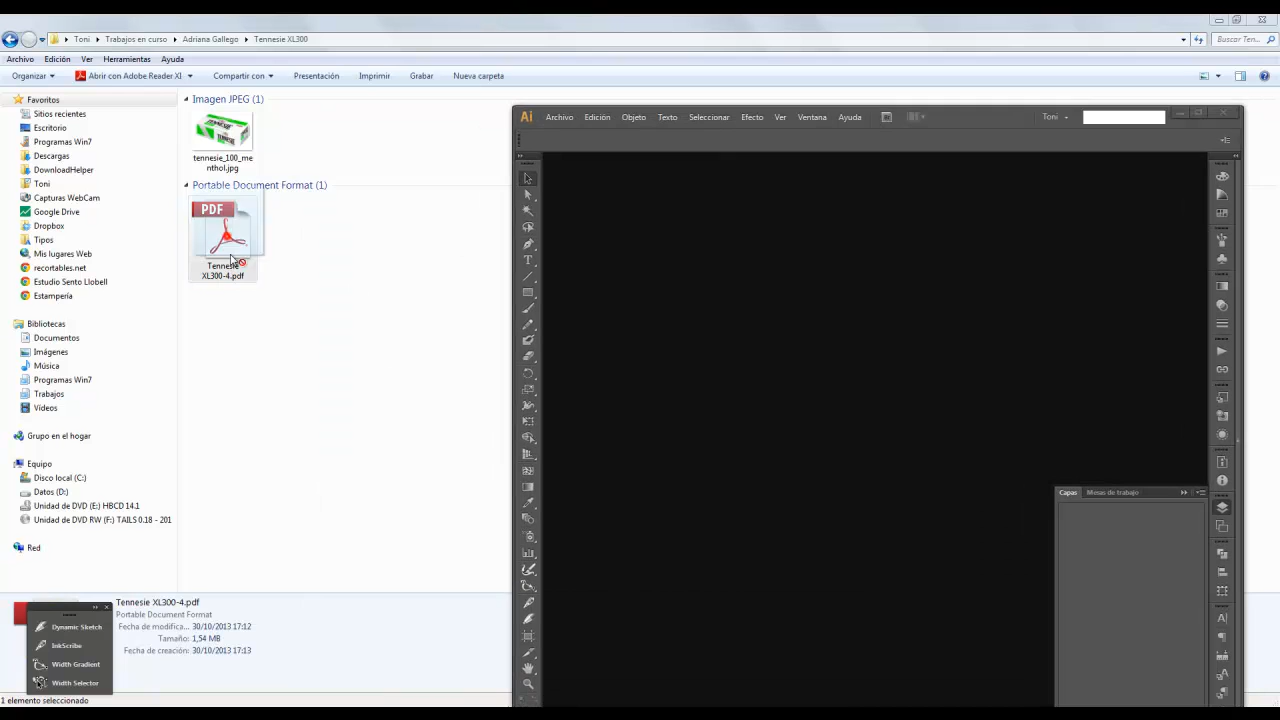 Toni ▸ Trabajos en curso ▸ Adriana Gallego ▸ Tennesie XL300
Buscar Ten...
Archivo Edición Ver Herramientas Ayuda
Organizar Abrir con Adobe Reader XI Compartir con Presentación Imprimir Grabar Nueva carpeta
Favoritos
Sitios recientes
Escritorio
Programas Win7
Descargas
DownloadHelper
Toni
Capturas WebCam
Google Drive
Dropbox
Tipos
Mis lugares Web
recortables.net
Estudio Sento Llobell
Estampería
Bibliotecas
Documentos
Imágenes
Música
Programas Win7
Trabajos
Vídeos
Grupo en el hogar
Equipo
Disco local (C:)
Datos (D:)
Unidad de DVD (E:) HBCD 14.1
Unidad de DVD RW (F:) TAILS 0.18 - 201
Red
Imagen JPEG (1)
TENNESIE
tennesie_100_me
nthol.jpg
Portable Document Format (1)
PDF
Tennesie
XL300-4.pdf
Ai Archivo Edición Objeto Texto Seleccionar Efecto Ver Ventana Ayuda Toni
Capas Mesas de trabajo
Tennesie XL300-4.pdf
Portable Document Format
Fecha de modifica... 30/10/2013 17:12
Tamaño: 1,54 MB
Fecha de creación: 30/10/2013 17:13
Dynamic Sketch
InkScribe
Width Gradient
Width Selector
1 elemento seleccionado